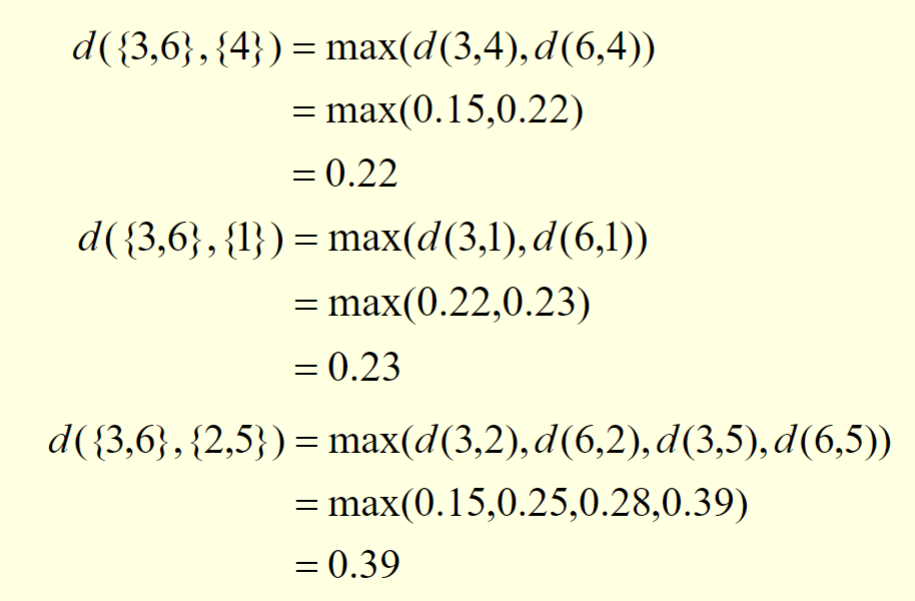 d({3,6},{4}) = max(d(3,4),d(6,4))
= max(0.15,0.22)
= 0.22
d({3,6},{1}) = max(d(3,1),d(6,1))
= max(0.22,0.23)
= 0.23
d({3,6},{2,5}) = max(d(3,2),d(6,2),d(3,5),d(6,5))
= max(0.15,0.25,0.28,0.39)
= 0.39